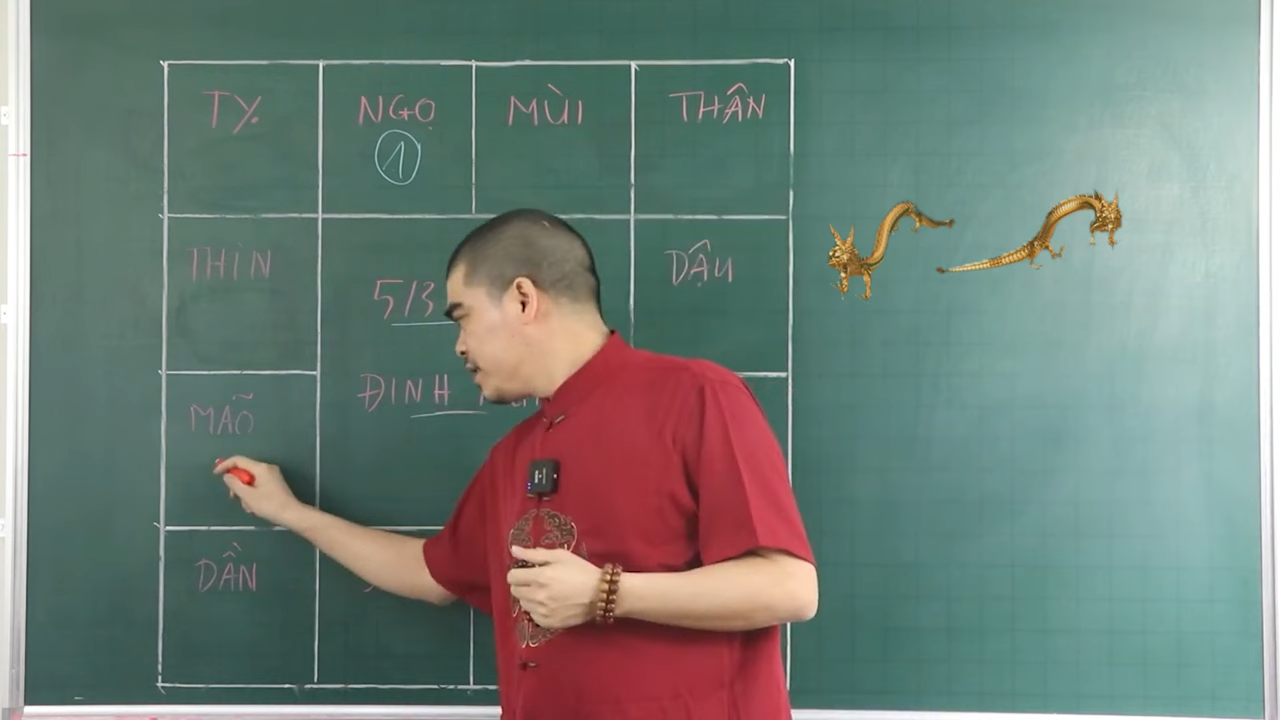 TỴ NGỌ MÙI THÂN
1
THÌN DẬU
5/3
MÃO ĐINH
DẦN